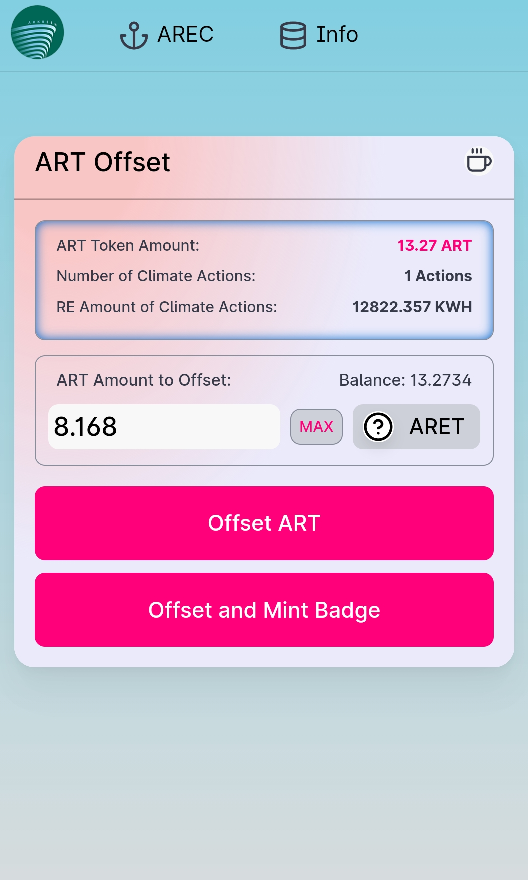 AREC Info
ART Offset
ART Token Amount: 13.27 ART
Number of Climate Actions: 1 Actions
RE Amount of Climate Actions: 12822.357 KWH
ART Amount to Offset: Balance: 13.2734
8.168 MAX ? ARET
Offset ART
Offset and Mint Badge